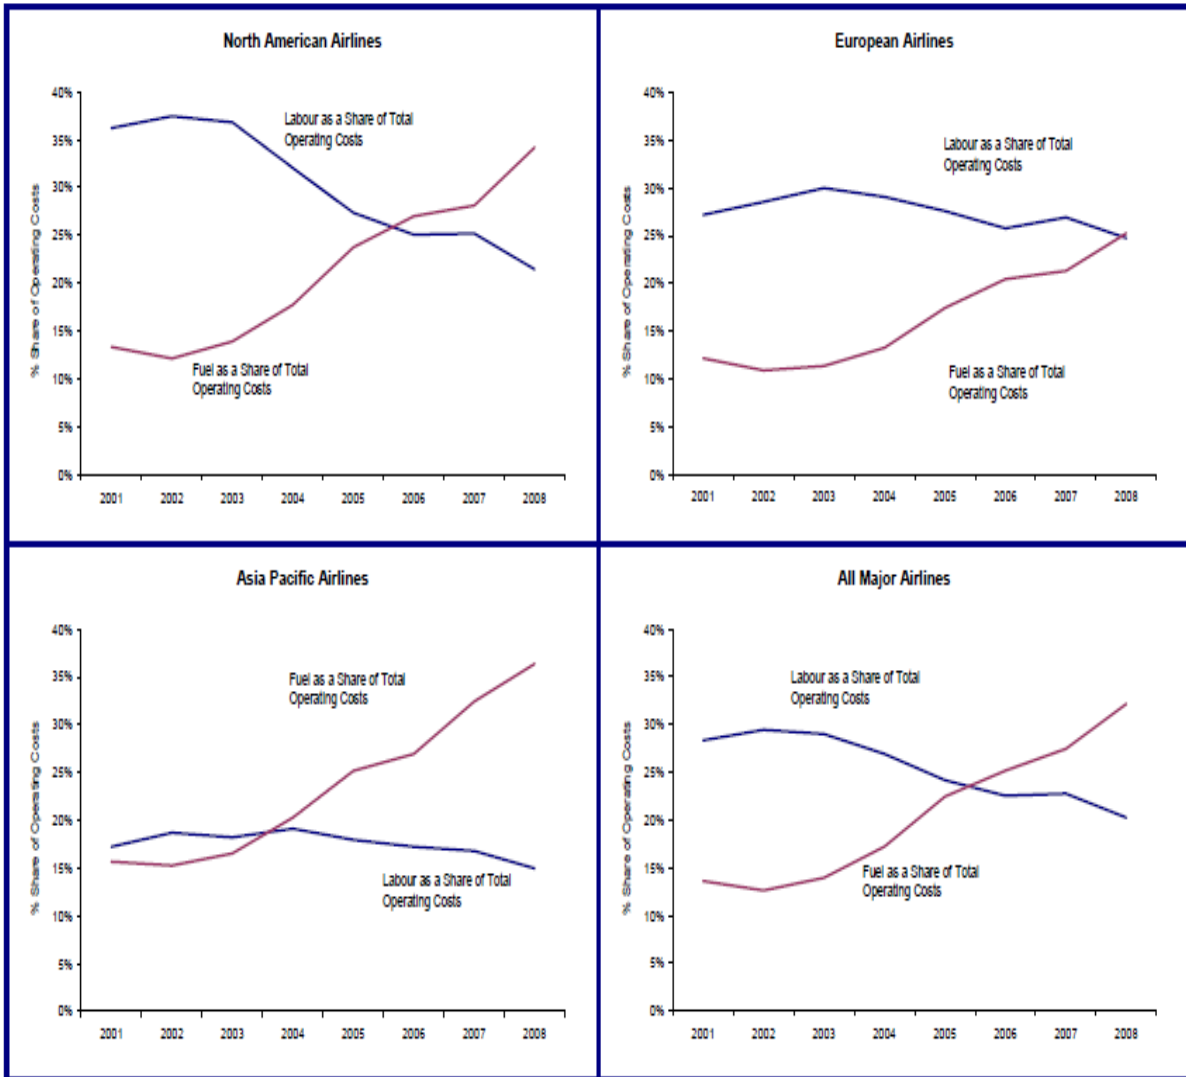 North American Airlines
40%
35%
30%
25%
20%
15%
10%
5%
0%
% Share of Operating Costs
Labour as a Share of Total
Operating Costs
Fuel as a Share of Total
Operating Costs
2001 2002 2003 2004 2005 2006 2007 2008
European Airlines
40%
35%
30%
25%
20%
15%
10%
5%
0%
% Share of Operating Costs
Labour as a Share of Total
Operating Costs
Fuel as a Share of Total
Operating Costs
2001 2002 2003 2004 2005 2006 2007 2008
Asia Pacific Airlines
40%
35%
30%
25%
20%
15%
10%
5%
0%
% Share of Operating Costs
Fuel as a Share of Total
Operating Costs
Labour as a Share of Total
Operating Costs
2001 2002 2003 2004 2005 2006 2007 2008
All Major Airlines
40%
35%
30%
25%
20%
15%
10%
5%
0%
% Share of Operating Costs
Labour as a Share of Total
Operating Costs
Fuel as a Share of Total
Operating Costs
2001 2002 2003 2004 2005 2006 2007 2008